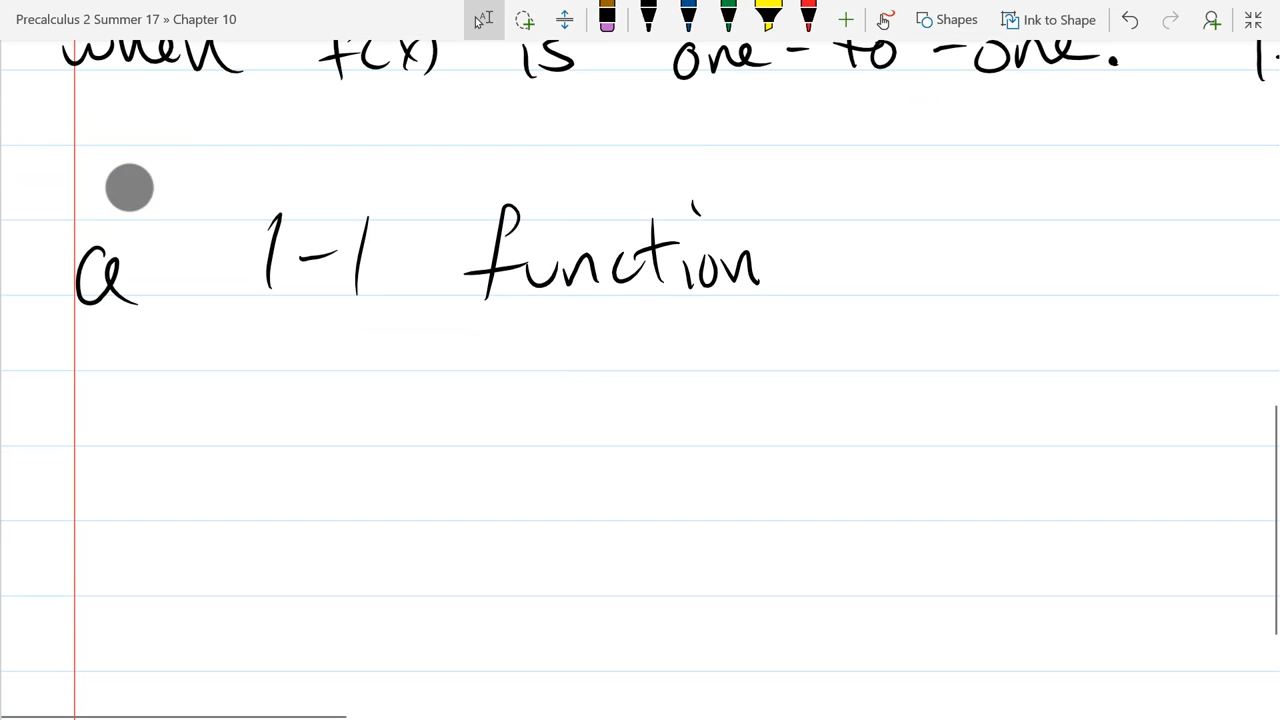 Precalculus 2 Summer 17 » Chapter 10
Shapes
Ink to Shape
when f(x) is one-to-one.
a 1-1 function